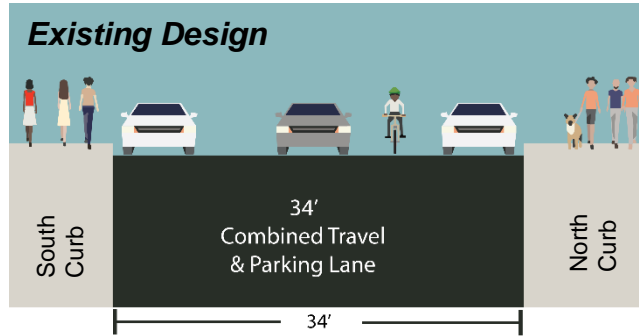 Existing Design
South
Curb
34'
Combined Travel
& Parking Lane
North
Curb
34'